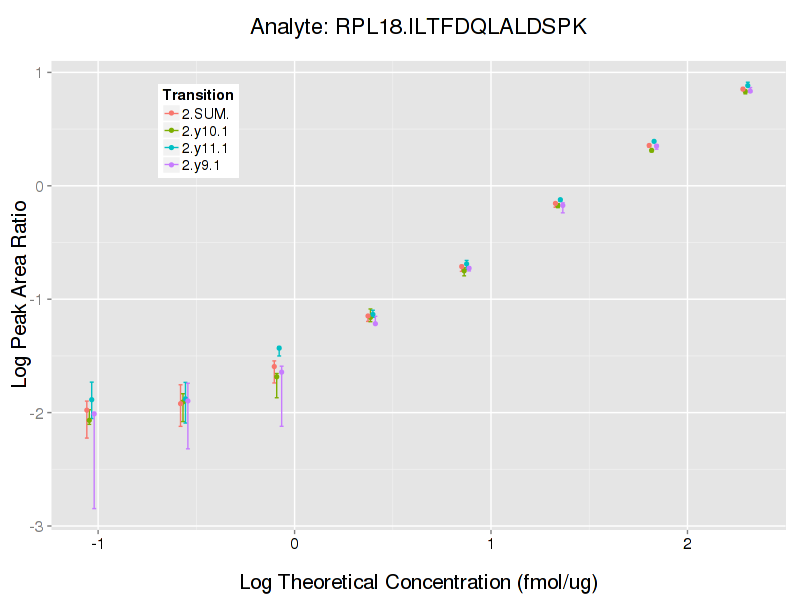 Analyte: RPL18.ILTFDQLALDSPK
Log Peak Area Ratio
1
0
-1
-2
-3
Transition
2.SUM.
2.y10.1
2.y11.1
2.y9.1
-1 0 1 2
Log Theoretical Concentration (fmol/ug)